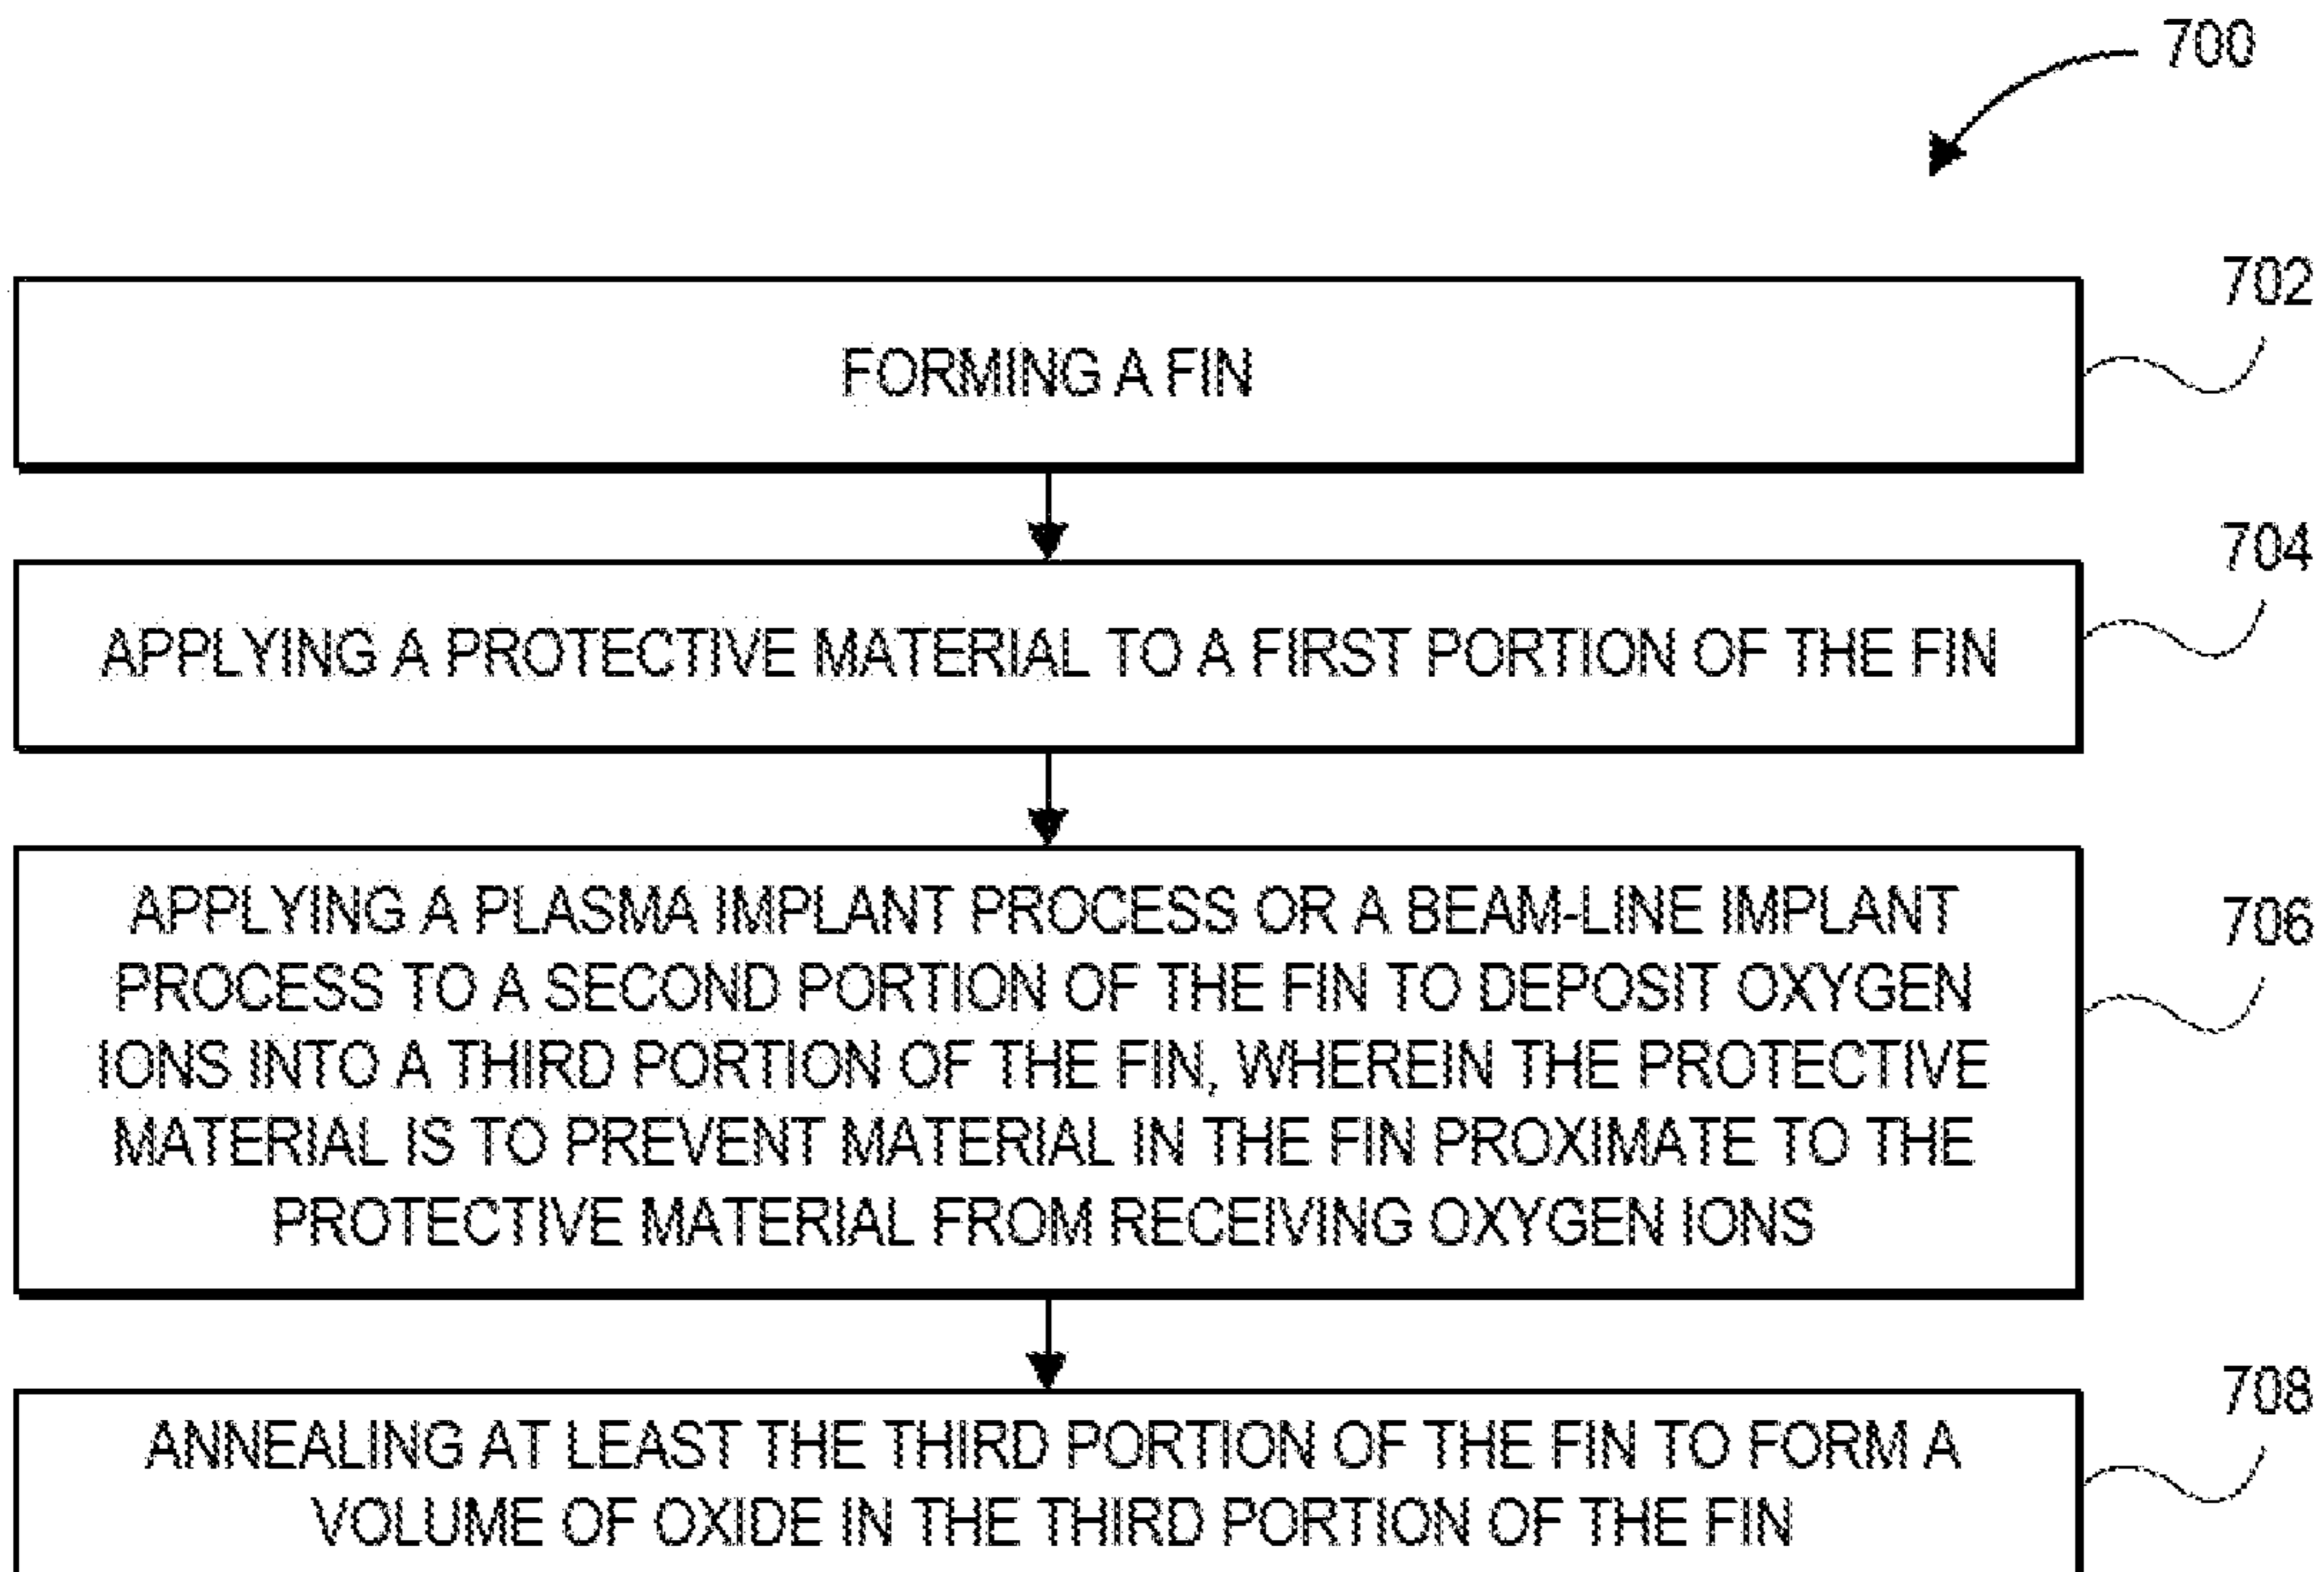 700
702
FORMING A FIN
704
APPLYING A PROTECTIVE MATERIAL TO A FIRST PORTION OF THE FIN
706
APPLYING A PLASMA IMPLANT PROCESS OR A BEAM-LINE IMPLANT
PROCESS TO A SECOND PORTION OF THE FIN TO DEPOSIT OXYGEN
IONS INTO A THIRD PORTION OF THE FIN, WHEREIN THE PROTECTIVE
MATERIAL IS TO PREVENT MATERIAL IN THE FIN PROXIMATE TO THE
PROTECTIVE MATERIAL FROM RECEIVING OXYGEN IONS
708
ANNEALING AT LEAST THE THIRD PORTION OF THE FIN TO FORM A
VOLUME OF OXIDE IN THE THIRD PORTION OF THE FIN